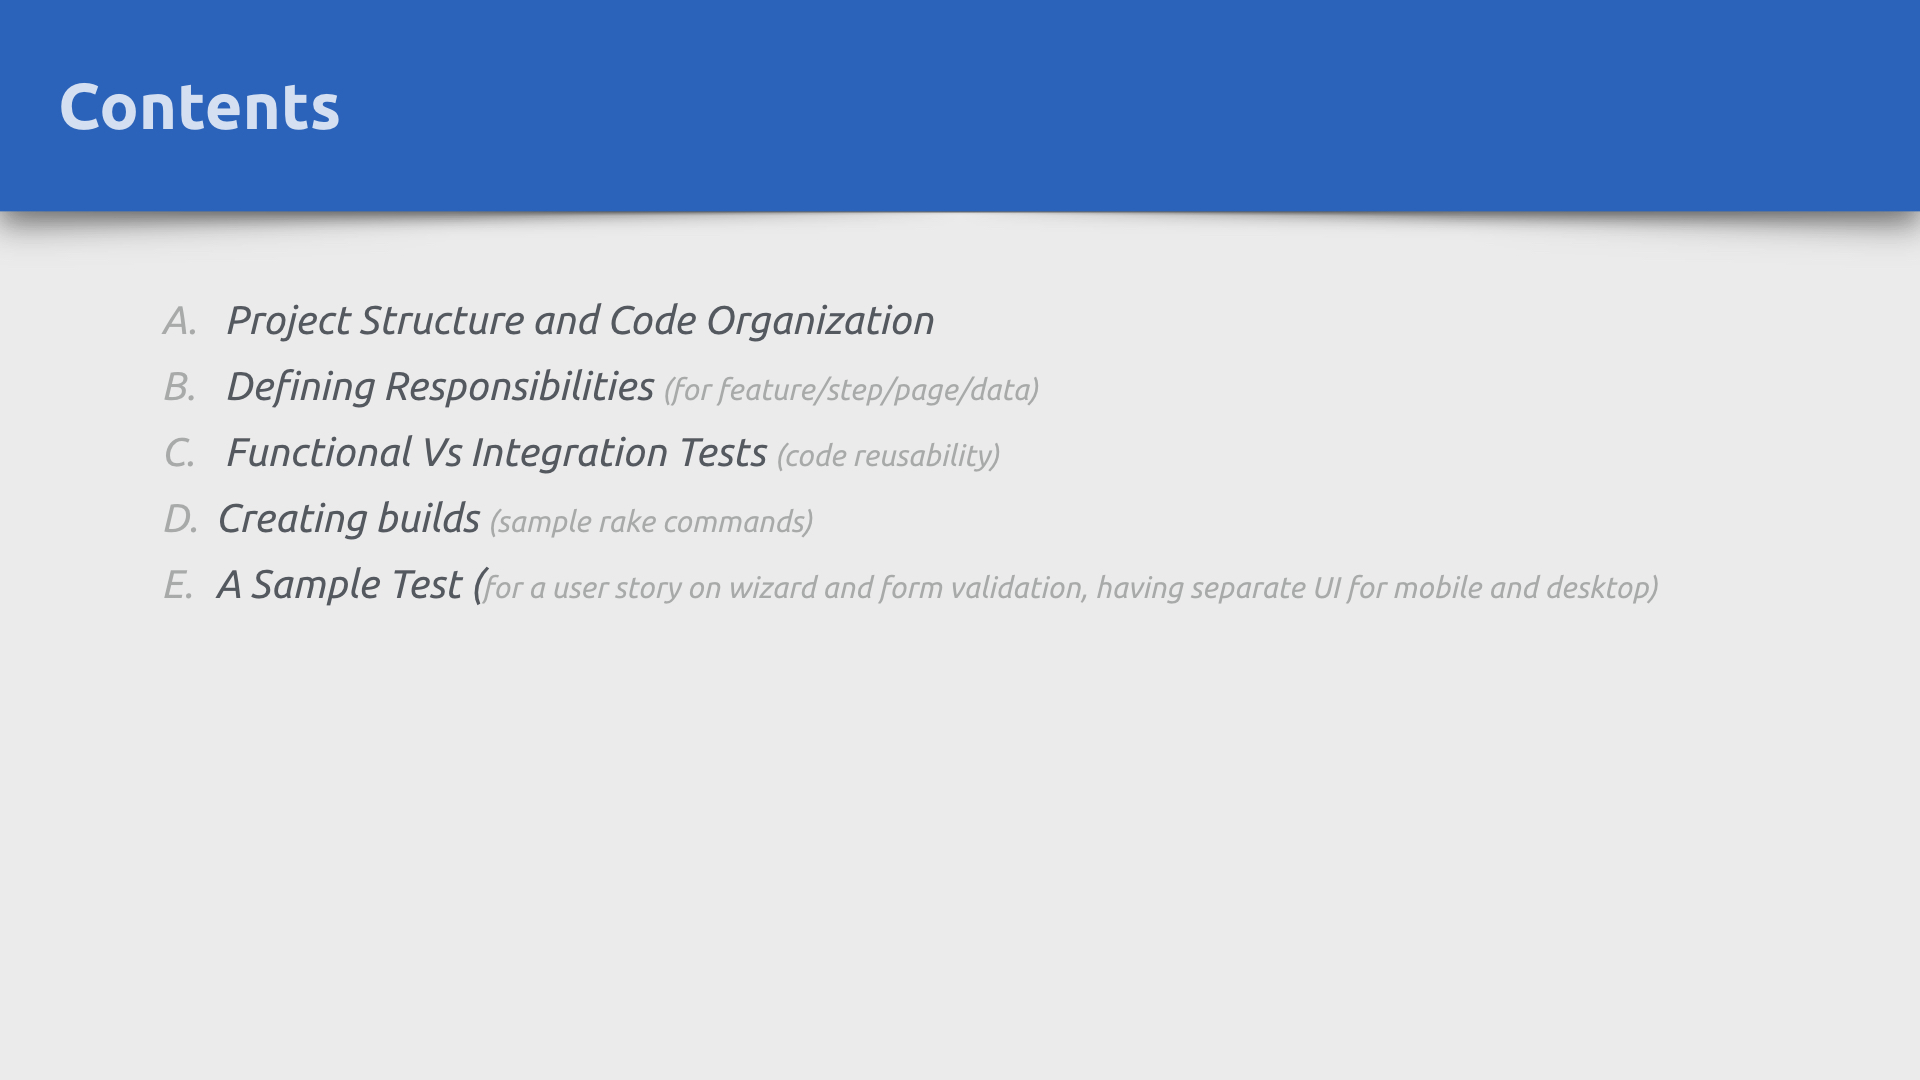 Contents
A. Project Structure and Code Organization
B. Defining Responsibilities (for feature/step/page/data)
C. Functional Vs Integration Tests (code reusability)
D. Creating builds (sample rake commands)
E. A Sample Test (for a user story on wizard and form validation, having separate UI for mobile and desktop)